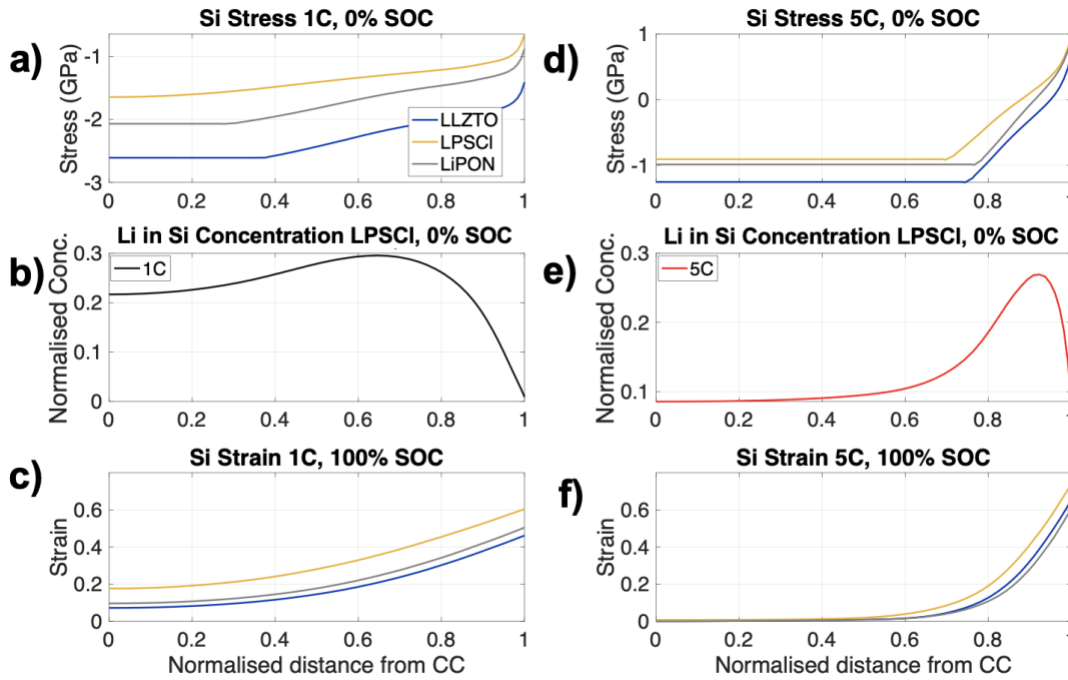 a)
Si Stress 1C, 0% SOC
Stress (GPa)
-1
-2
-3
0
0.2
0.4
0.6
0.8
1
LLZTO
LPSCl
LiPON
b)
Li in Si Concentration LPSCl, 0% SOC
Normalised Conc.
0.3
0.2
0.1
0
1C
0
0.2
0.4
0.6
0.8
1
c)
Si Strain 1C, 100% SOC
Strain
0.6
0.4
0.2
0
0
0.2
0.4
0.6
0.8
1
Normalised distance from CC
d)
Si Stress 5C, 0% SOC
Stress (GPa)
1
0
-1
0
0.2
0.4
0.6
0.8
1
e)
Li in Si Concentration LPSCl, 0% SOC
Normalised Conc.
0.3
0.2
0.1
5C
0
0.2
0.4
0.6
0.8
1
f)
Si Strain 5C, 100% SOC
Strain
0.6
0.4
0.2
0
0
0.2
0.4
0.6
0.8
1
Normalised distance from CC